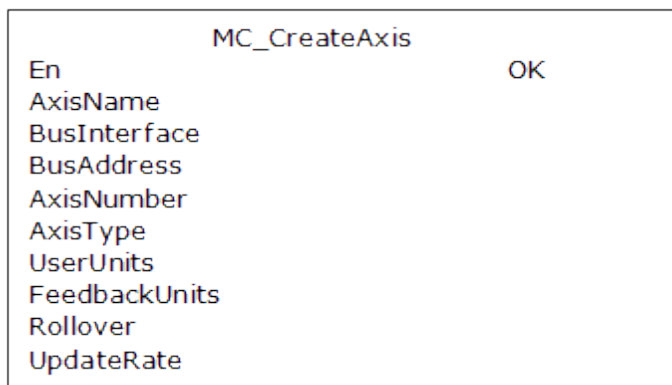 MC_CreateAxis
En OK
AxisName
BusInterface
BusAddress
AxisNumber
AxisType
UserUnits
FeedbackUnits
Rollover
UpdateRate